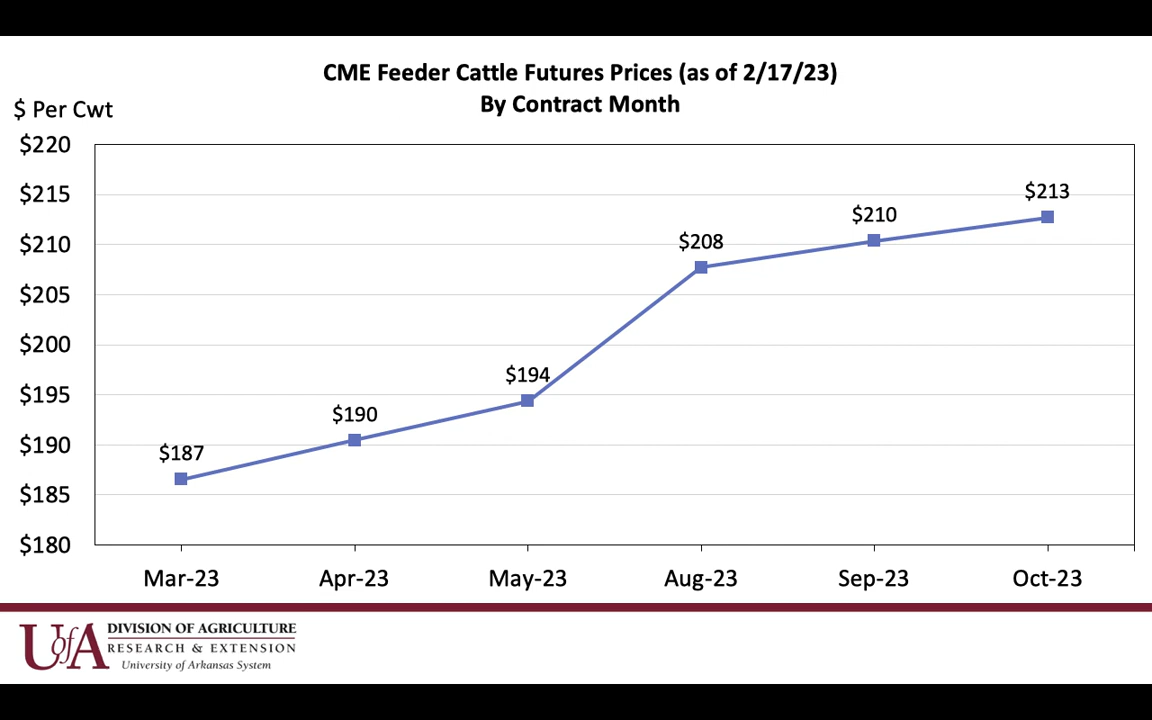 CME Feeder Cattle Futures Prices (as of 2/17/23)
By Contract Month
$ Per Cwt
$220
$215
$210
$205
$200
$195
$190
$185
$180
$187
$190
$194
$208
$210
$213
Mar-23
Apr-23
May-23
Aug-23
Sep-23
Oct-23
UofA
DIVISION OF AGRICULTURE
RESEARCH & EXTENSION
University of Arkansas System